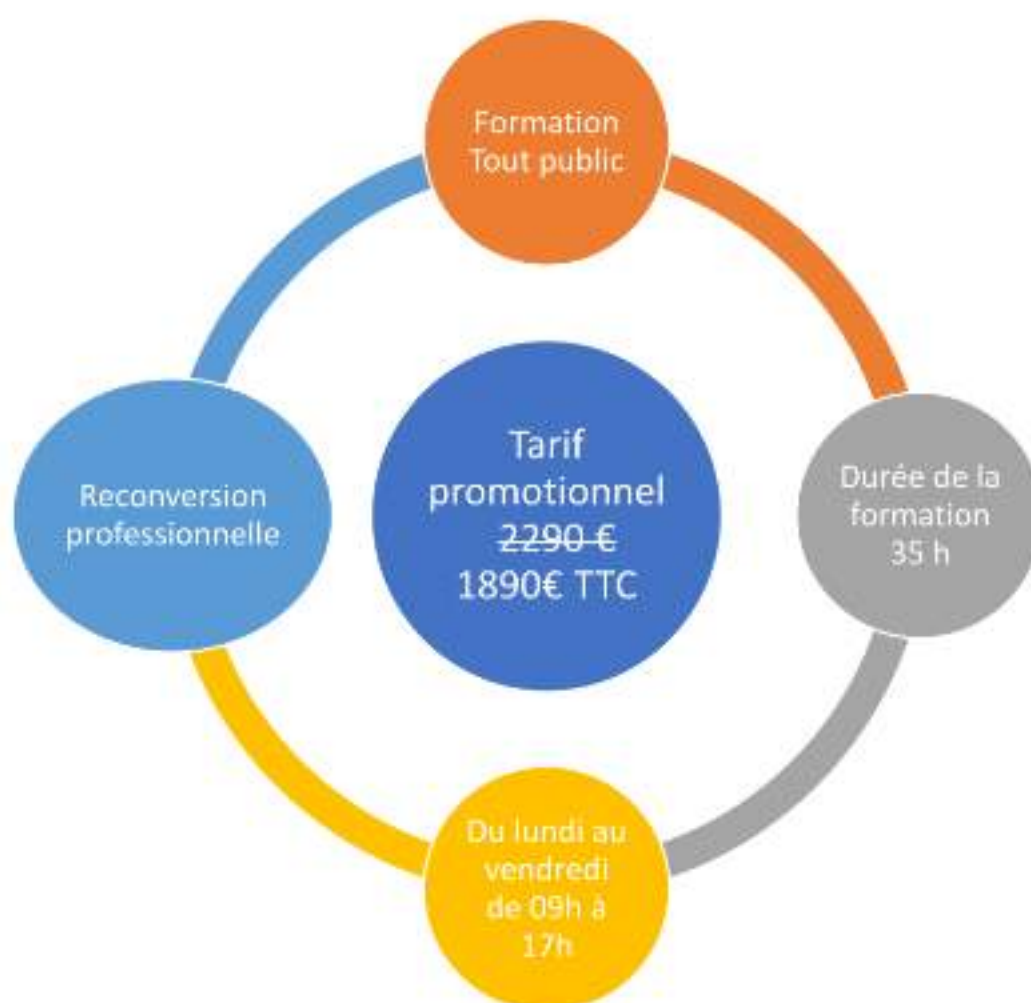 Formation
Tout public
Reconversion
professionnelle
Tarif
promotionnel
2290 €
1890€ TTC
Durée de la
formation
35 h
Du lundi au
vendredi
de 09h à
17h